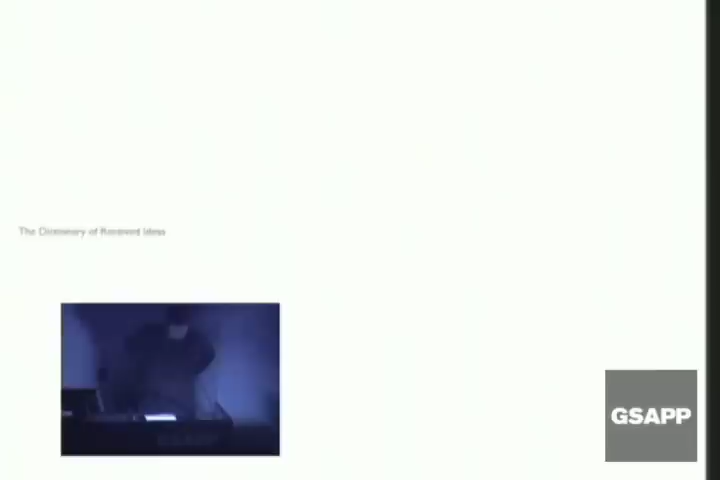 The Dictionary of Received Ideas
GSAPP